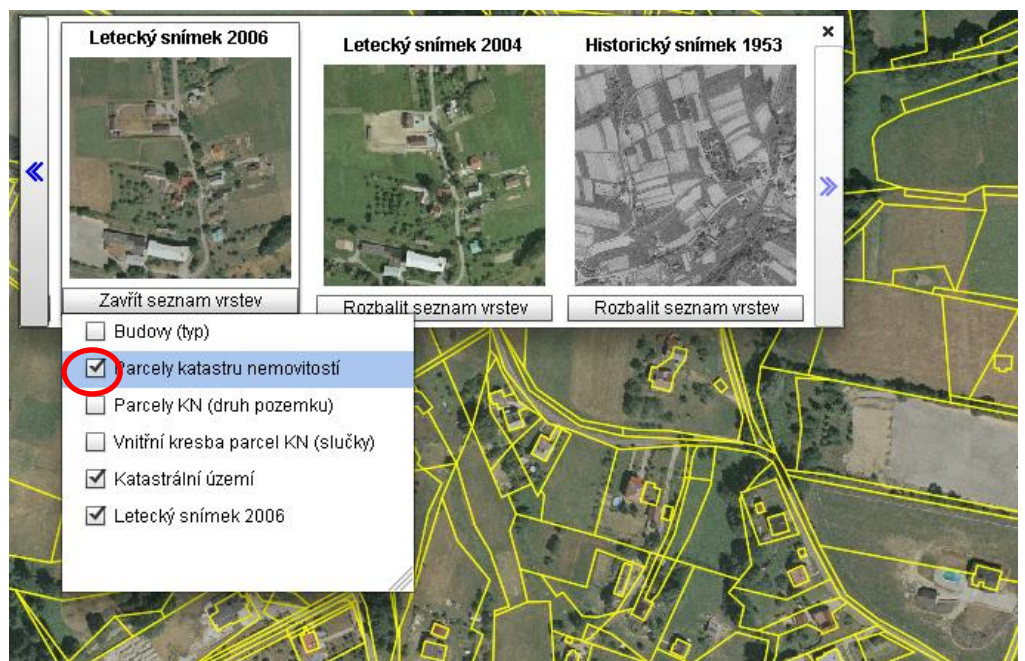 Letecký snímek 2006
Letecký snímek 2004
Historický snímek 1953
Zavřít seznam vrstev
Rozbalit seznam vrstev
Rozbalit seznam vrstev
Budovy (typ)
Parcely katastru nemovitostí
Parcely KN (druh pozemku)
Vnitřní kresba parcel KN (slučky)
Katastrální území
Letecký snímek 2006